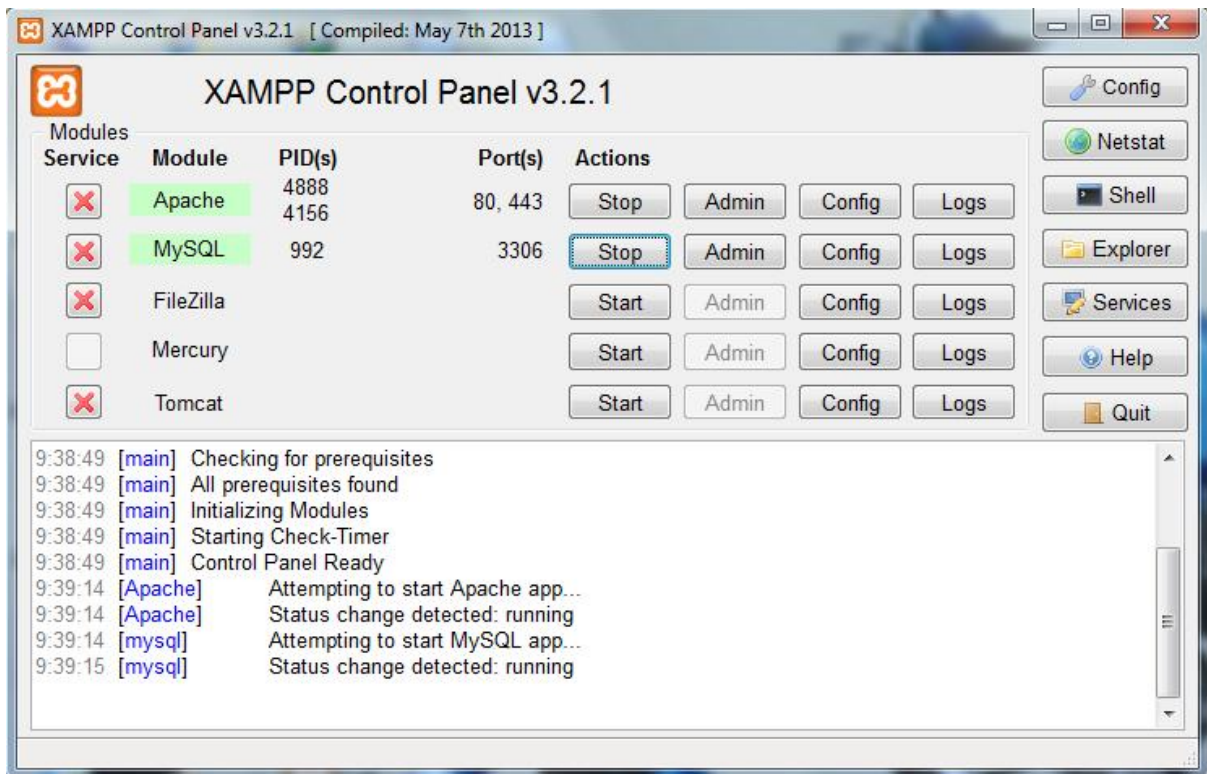 XAMPP Control Panel v3.2.1 [ Compiled: May 7th 2013 ]
XAMPP Control Panel v3.2.1
Config
Modules
Netstat
Service Module PID(s) Port(s) Actions
Apache 4888 4156 80, 443 Stop Admin Config Logs
Shell
MySQL 992 3306 Stop Admin Config Logs
Explorer
FileZilla Start Admin Config Logs
Services
Mercury Start Admin Config Logs
Help
Tomcat Start Admin Config Logs
Quit
9:38:49 [main] Checking for prerequisites
9:38:49 [main] All prerequisites found
9:38:49 [main] Initializing Modules
9:38:49 [main] Starting Check-Timer
9:38:49 [main] Control Panel Ready
9:39:14 [Apache] Attempting to start Apache app...
9:39:14 [Apache] Status change detected: running
9:39:14 [mysql] Attempting to start MySQL app...
9:39:15 [mysql] Status change detected: running